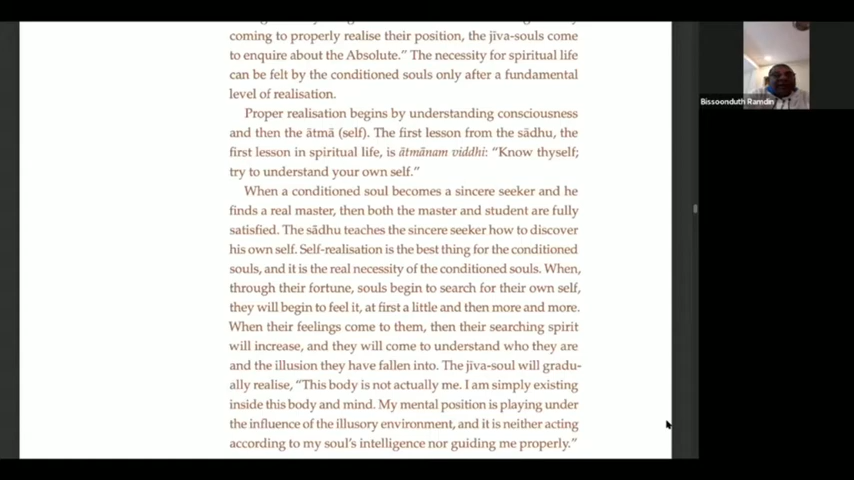 coming to properly realise their position, the jīva-souls come
to enquire about the Absolute." The necessity for spiritual life
can be felt by the conditioned souls only after a fundamental
level of realisation.
Proper realisation begins by understanding consciousness
and then the ātmā (self). The first lesson from the sādhu, the
first lesson in spiritual life, is ātmānam viddhi: "Know thyself;
try to understand your own self."
When a conditioned soul becomes a sincere seeker and he
finds a real master, then both the master and student are fully
satisfied. The sādhu teaches the sincere seeker how to discover
his own self. Self-realisation is the best thing for the conditioned
souls, and it is the real necessity of the conditioned souls. When,
through their fortune, souls begin to search for their own self,
they will begin to feel it, at first a little and then more and more.
When their feelings come to them, then their searching spirit
will increase, and they will come to understand who they are
and the illusion they have fallen into. The jīva-soul will gradu-
ally realise, "This body is not actually me. I am simply existing
inside this body and mind. My mental position is playing under
the influence of the illusory environment, and it is neither acting
according to my soul's intelligence nor guiding me properly."
Bissoonduth Ramdin